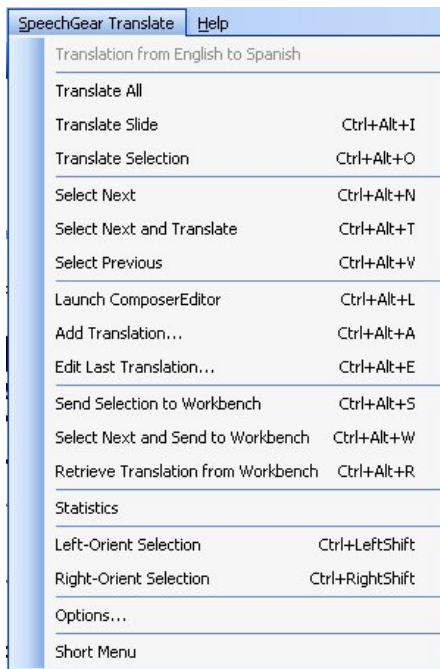 SpeechGear Translate Help
Translation from English to Spanish
Translate All
Translate Slide Ctrl+Alt+I
Translate Selection Ctrl+Alt+O
Select Next Ctrl+Alt+N
Select Next and Translate Ctrl+Alt+T
Select Previous Ctrl+Alt+V
Launch ComposerEditor Ctrl+Alt+L
Add Translation... Ctrl+Alt+A
Edit Last Translation... Ctrl+Alt+E
Send Selection to Workbench Ctrl+Alt+S
Select Next and Send to Workbench Ctrl+Alt+W
Retrieve Translation from Workbench Ctrl+Alt+R
Statistics
Left-Orient Selection Ctrl+LeftShift
Right-Orient Selection Ctrl+RightShift
Options...
Short Menu